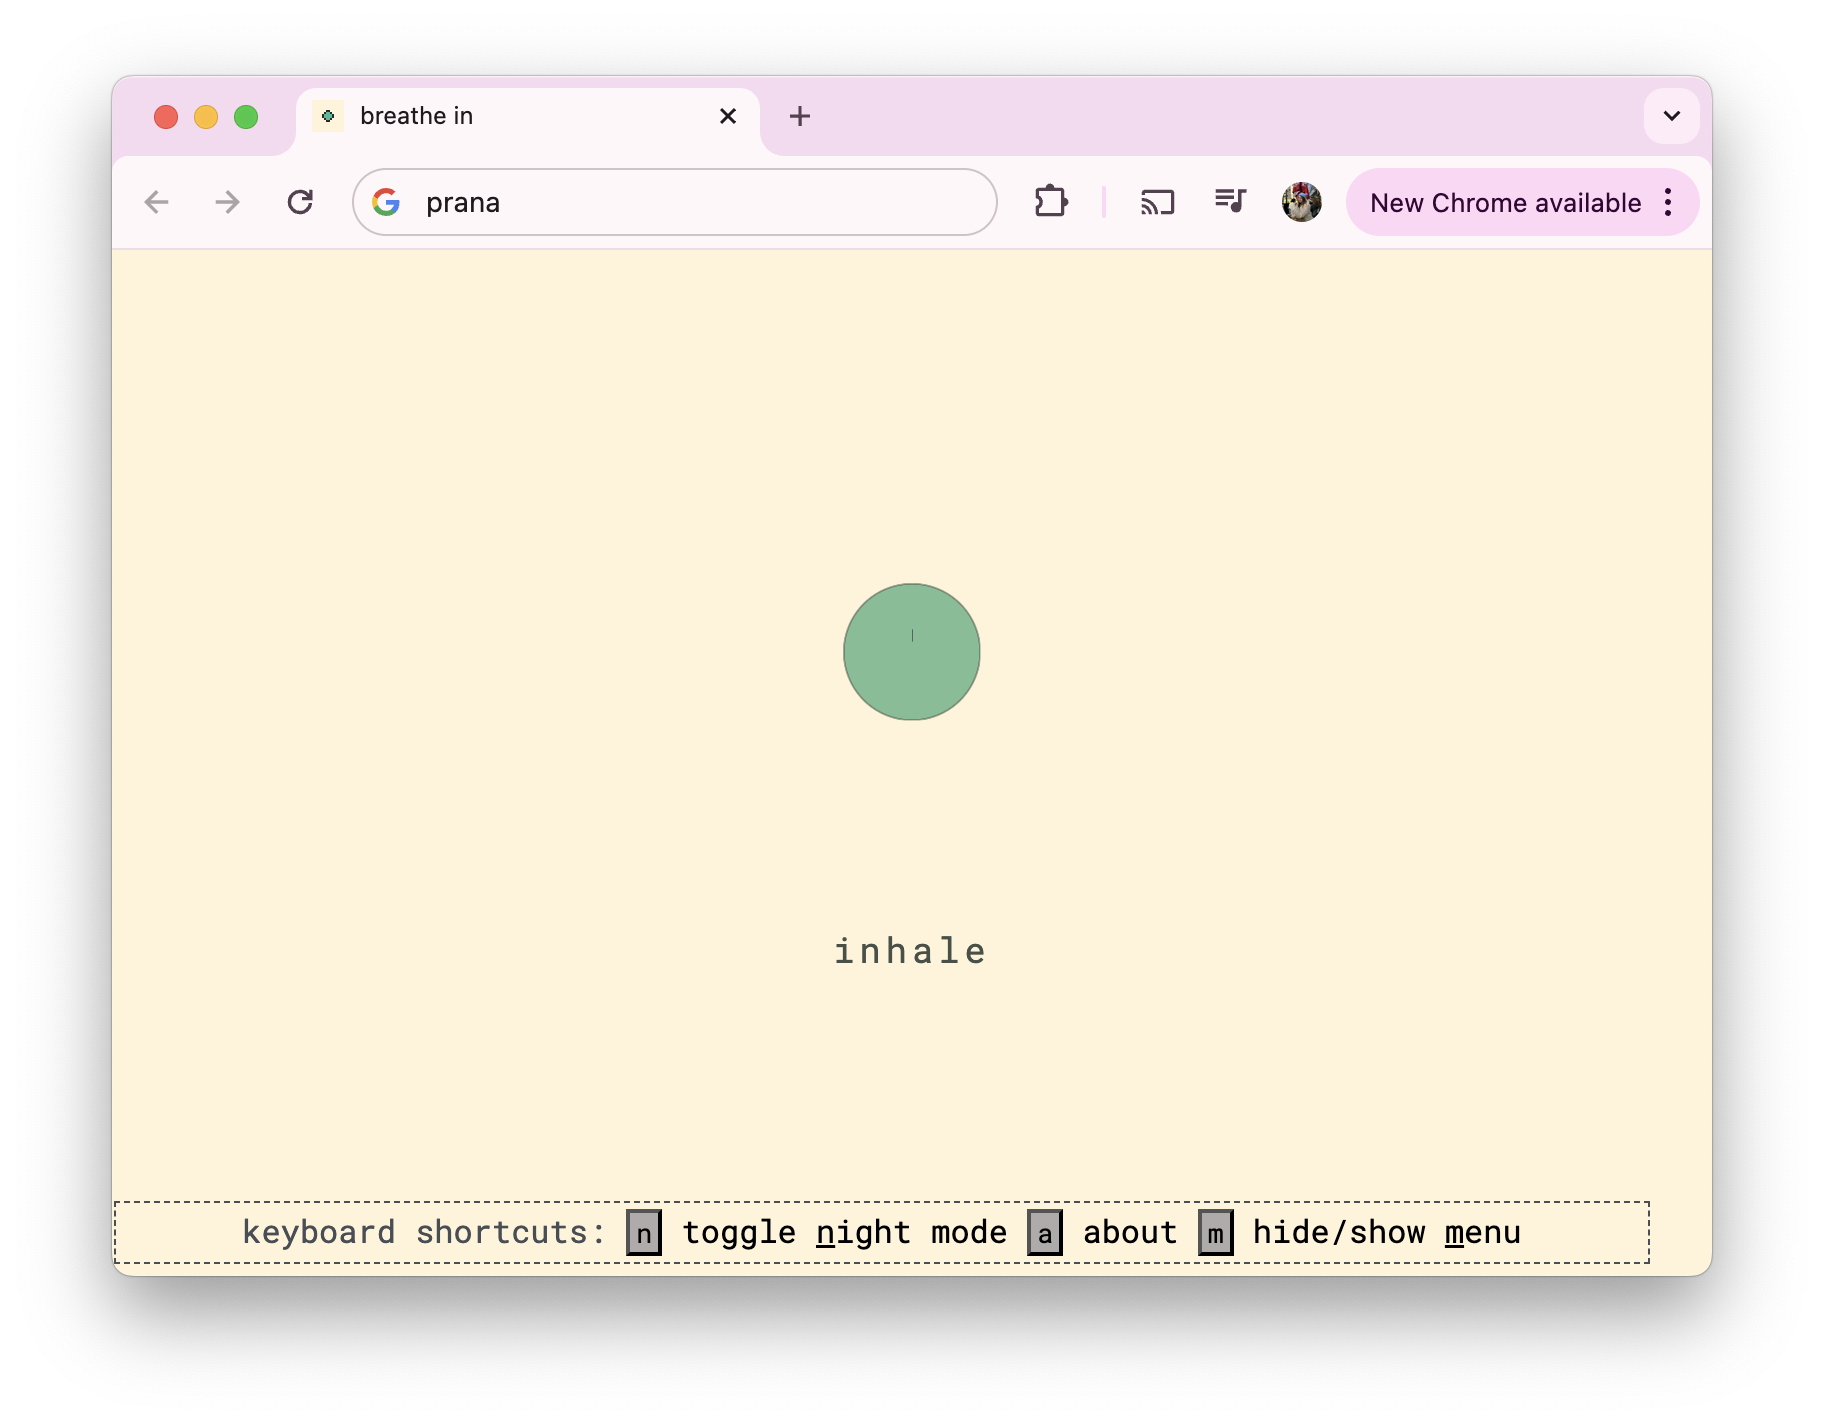 breathe in
prana
New Chrome available
inhale
keyboard shortcuts: n toggle night mode a about m hide/show menu